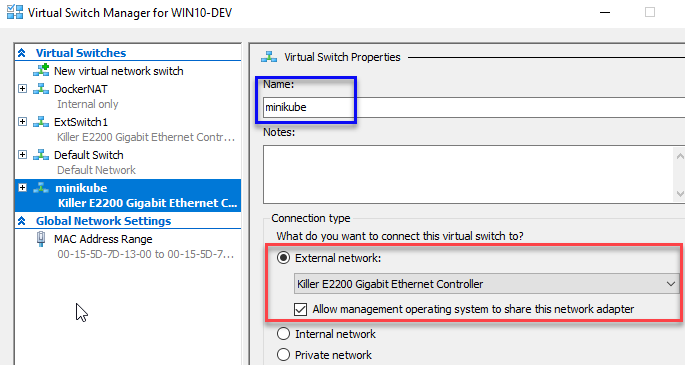 Virtual Switch Manager for WIN10-DEV
Virtual Switches
New virtual network switch
DockerNAT
Internal only
ExtSwitch1
Killer E2200 Gigabit Ethernet Contr...
Default Switch
Default Network
minikube
Killer E2200 Gigabit Ethernet C...
Global Network Settings
MAC Address Range
00-15-5D-7D-13-00 to 00-15-5D-7...
Virtual Switch Properties
Name:
minikube
Notes:
Connection type
What do you want to connect this virtual switch to?
External network:
Killer E2200 Gigabit Ethernet Controller
Allow management operating system to share this network adapter
Internal network
Private network